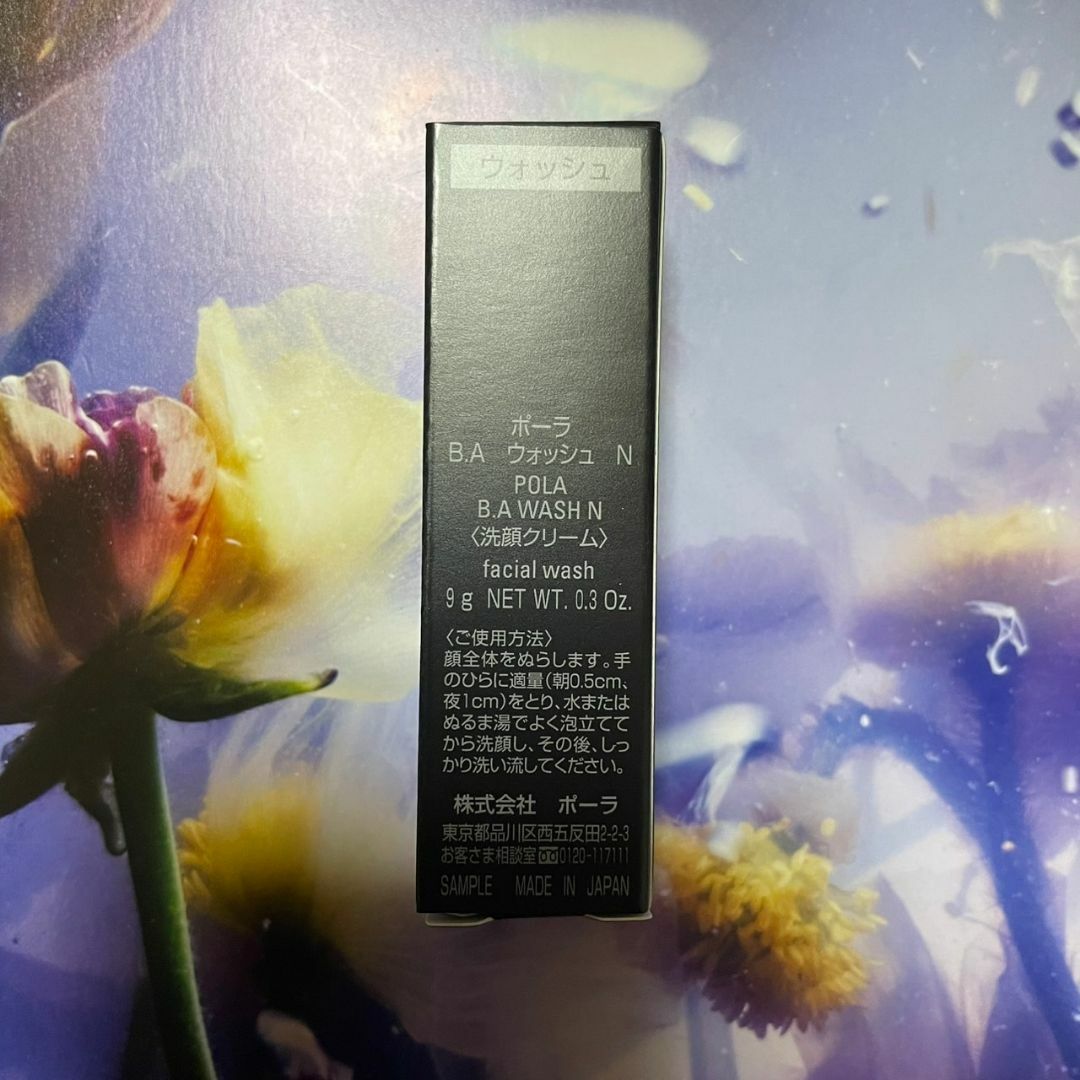 ウォッシュ
ポーラ
B.A ウォッシュ N
POLA
B.A WASH N
〈洗顔クリーム〉
facial wash
9 g NET WT. 0.3 Oz.
〈ご使用方法〉
顔全体をぬらします。手
のひらに適量(朝0.5cm、
夜1cm)をとり、水または
ぬるま湯でよく泡立てて
から洗顔し、その後、しっ
かり洗い流してください。
株式会社 ポーラ
東京都品川区西五反田2-2-3
お客さま相談室 0120-117111
SAMPLE MADE IN JAPAN